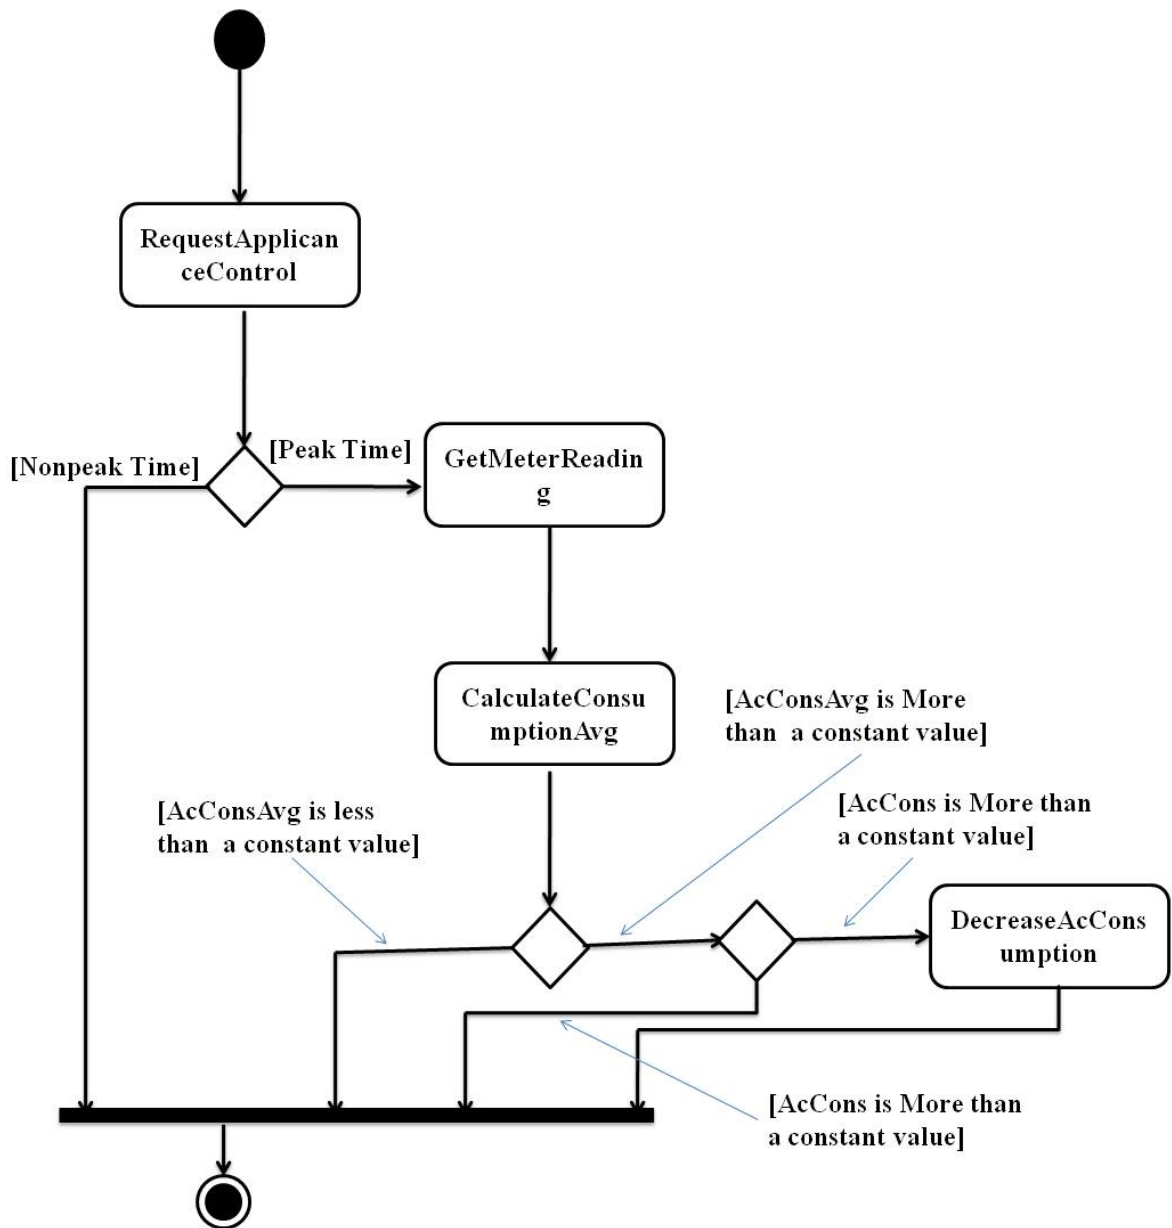 RequestApplican
ceControl
[Nonpeak Time]
[Peak Time]
GetMeterReadin
g
CalculateConsu
mptionAvg
[AcConsAvg is More
than a constant value]
[AcConsAvg is less
than a constant value]
[AcCons is More than
a constant value]
DecreaseAcCons
umption
[AcCons is More than
a constant value]